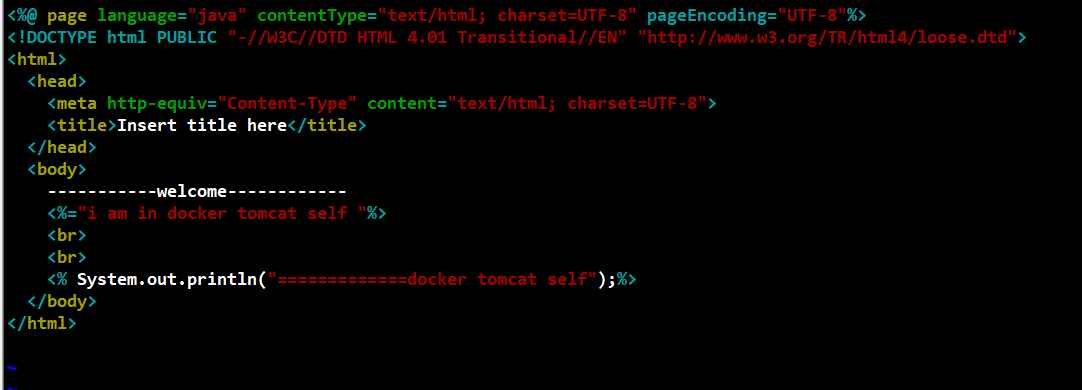 <%@ page language="java" contentType="text/html; charset=UTF-8" pageEncoding="UTF-8"%>
<!DOCTYPE html PUBLIC "-//W3C//DTD HTML 4.01 Transitional//EN" "http://www.w3.org/TR/html4/loose.dtd">
<html>
  <head>
    <meta http-equiv="Content-Type" content="text/html; charset=UTF-8">
    <title>Insert title here</title>
  </head>
  <body>
    -----------welcome------------
    <%="i am in docker tomcat self "%>
    <br>
    <br>
    <% System.out.println("=============docker tomcat self");%>
  </body>
</html>

~
~